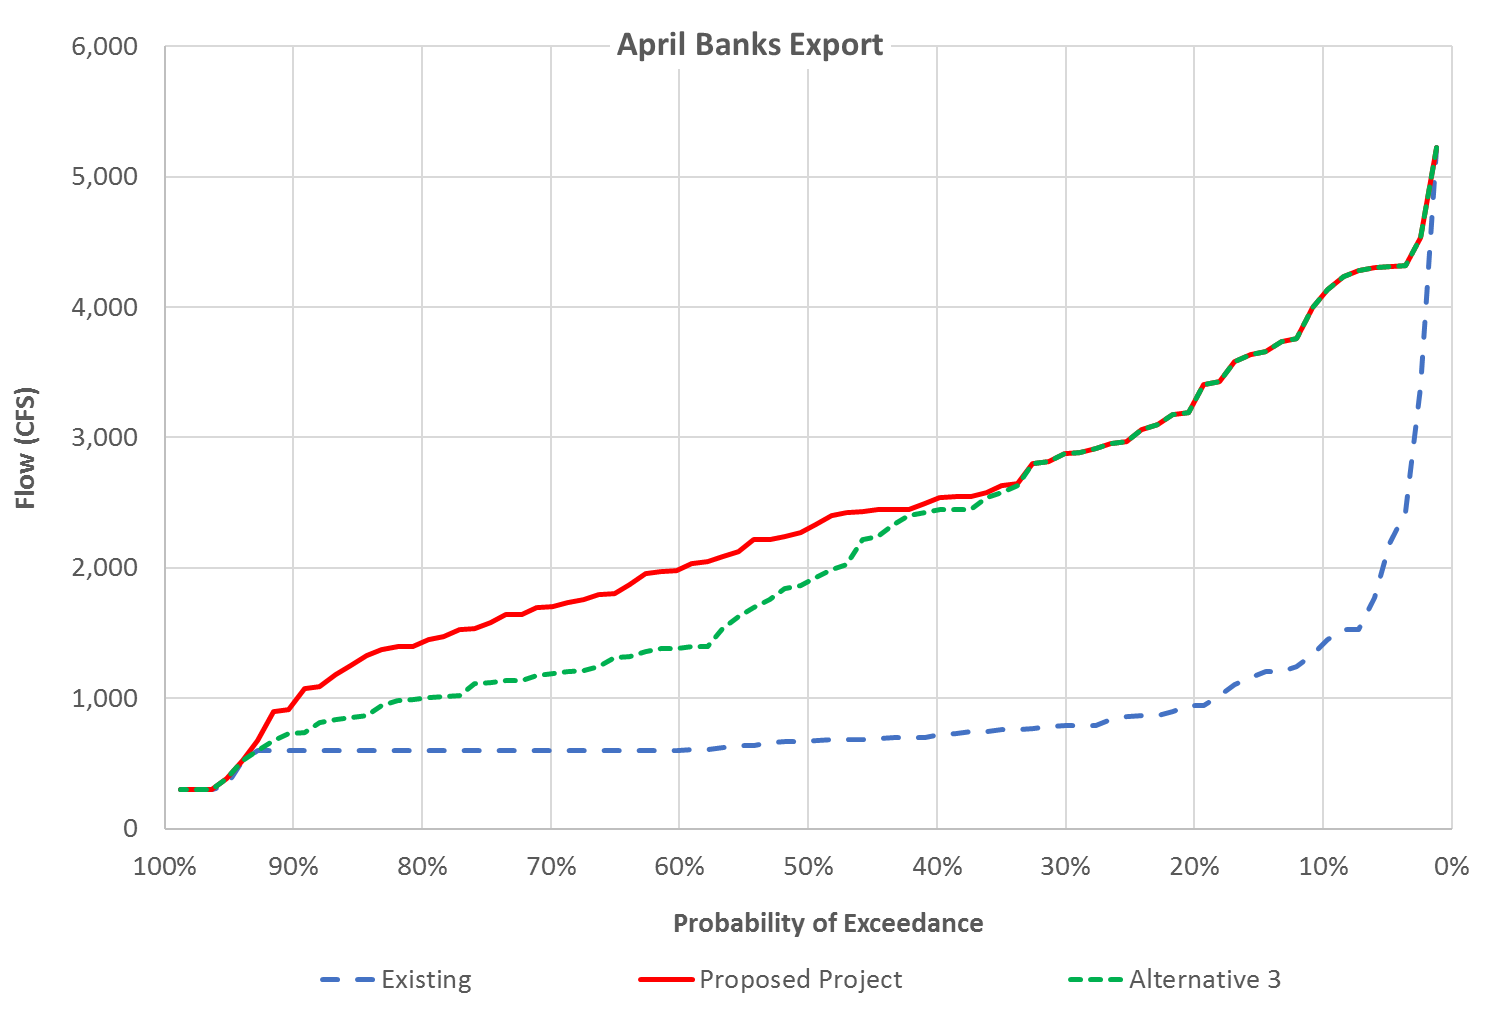 April Banks Export
6,000
5,000
4,000
3,000
2,000
1,000
0
Flow (CFS)
100% 90% 80% 70% 60% 50% 40% 30% 20% 10% 0%
Probability of Exceedance
Existing Proposed Project Alternative 3